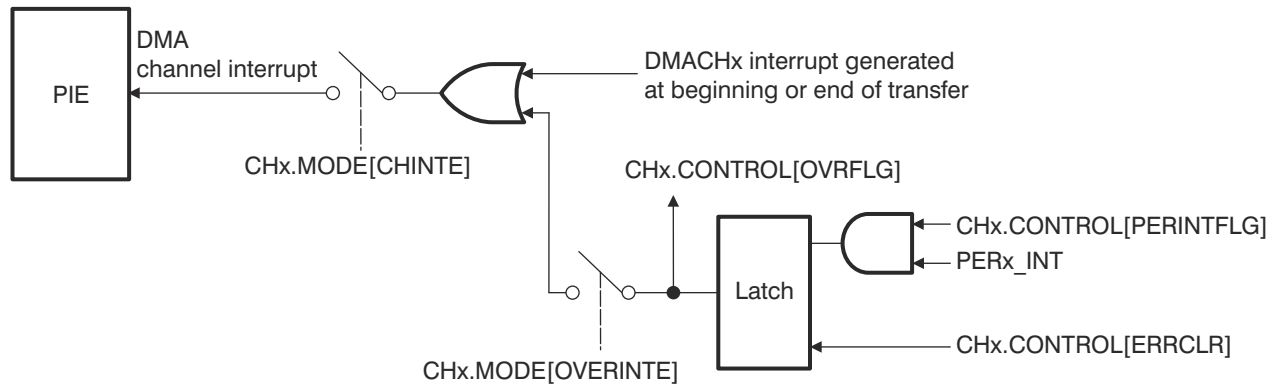 PIE
DMA
channel interrupt
DMACHx interrupt generated
at beginning or end of transfer
CHx.MODE[CHINTE]
CHx.CONTROL[OVRFLG]
CHx.CONTROL[PERINTFLG]
PERx_INT
Latch
CHx.CONTROL[ERRCLR]
CHx.MODE[OVERINTE]